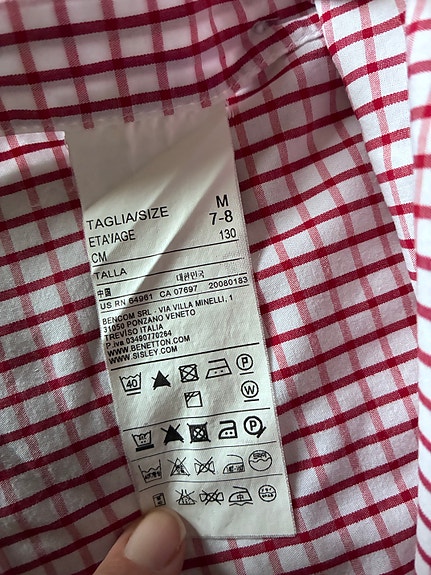 TAGLIA/SIZE M
ETA'/AGE 7-8
CM 130
TALLA 대한민국
中国
US RN 64961 CA 07697 20080183
BENCOM SRL - VIA VILLA MINELLI, 1
31050 PONZANO VENETO
TREVISO ITALIA
P.iva 03490770264
WWW.BENETTON.COM
WWW.SISLEY.COM
40 P
W
P